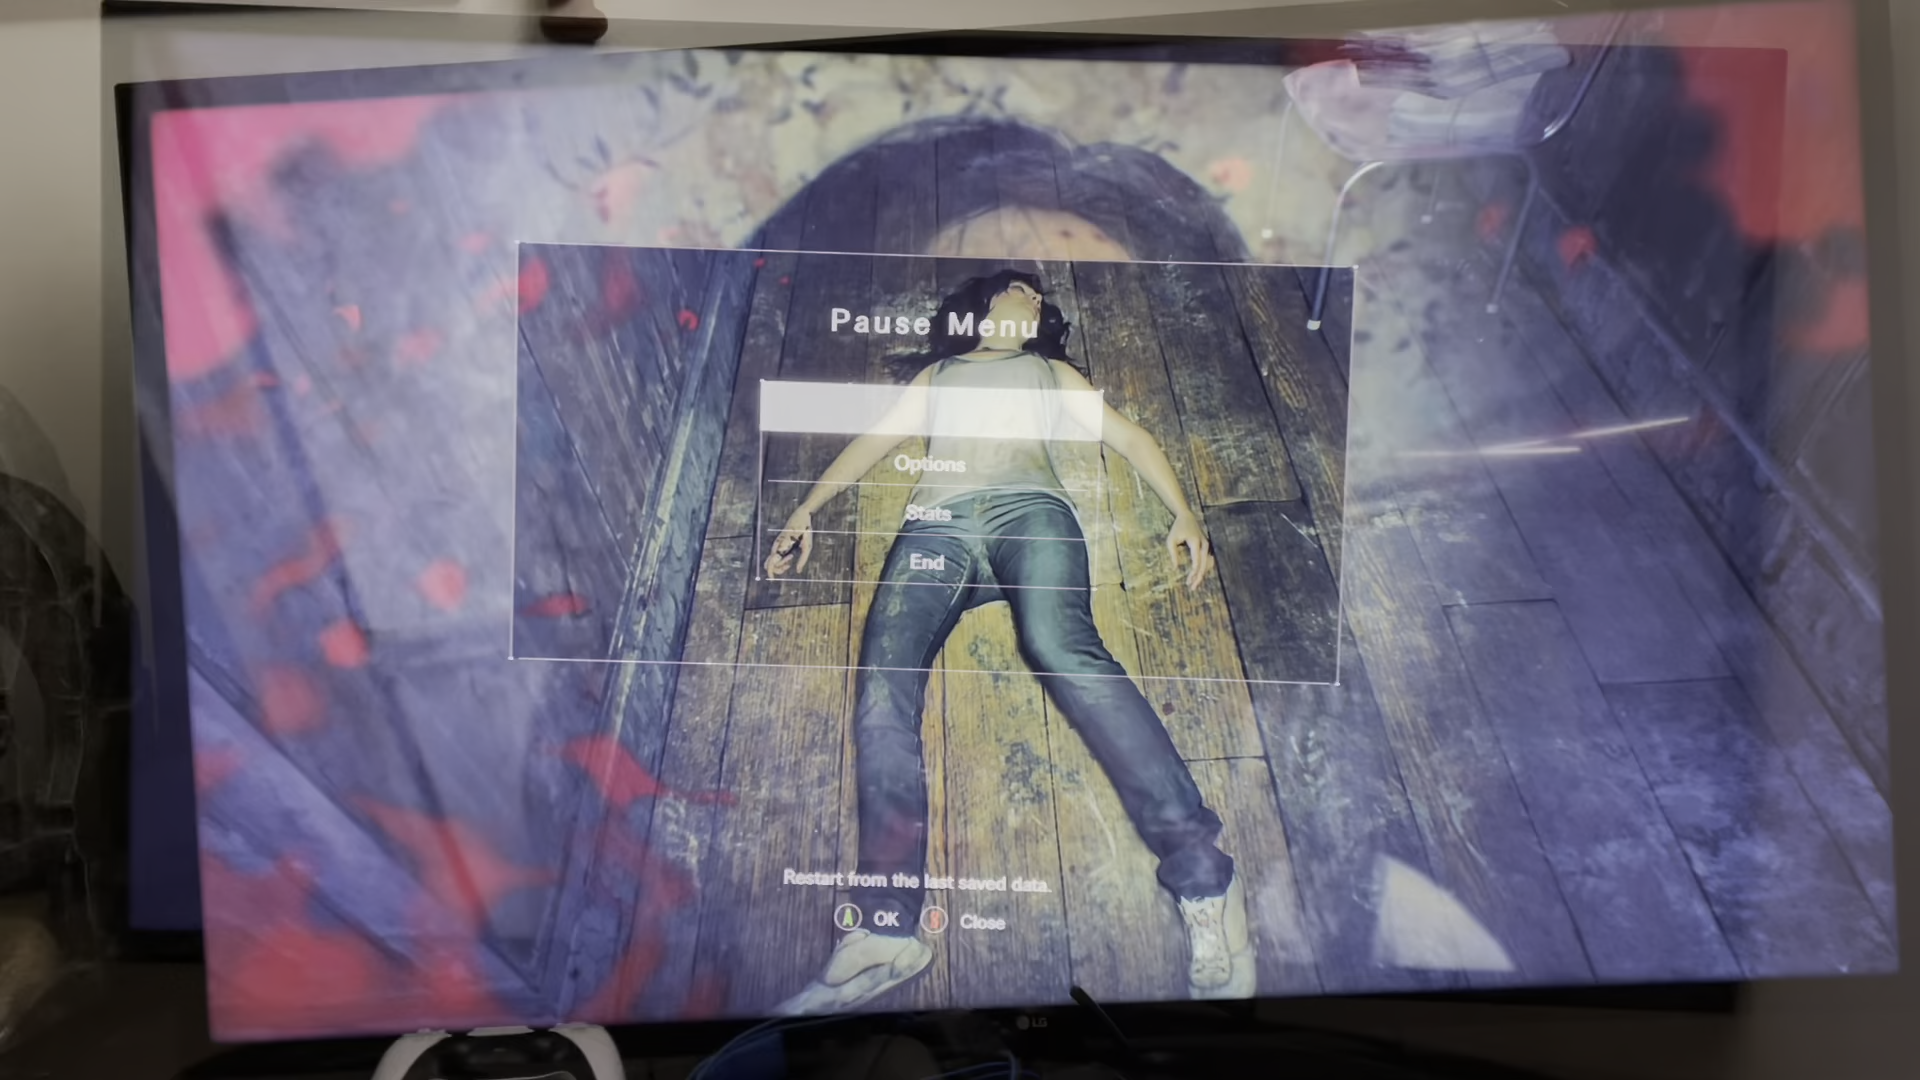 Pause Menu
Options
Stats
End
Restart from the last saved data.
A OK B Close
LG